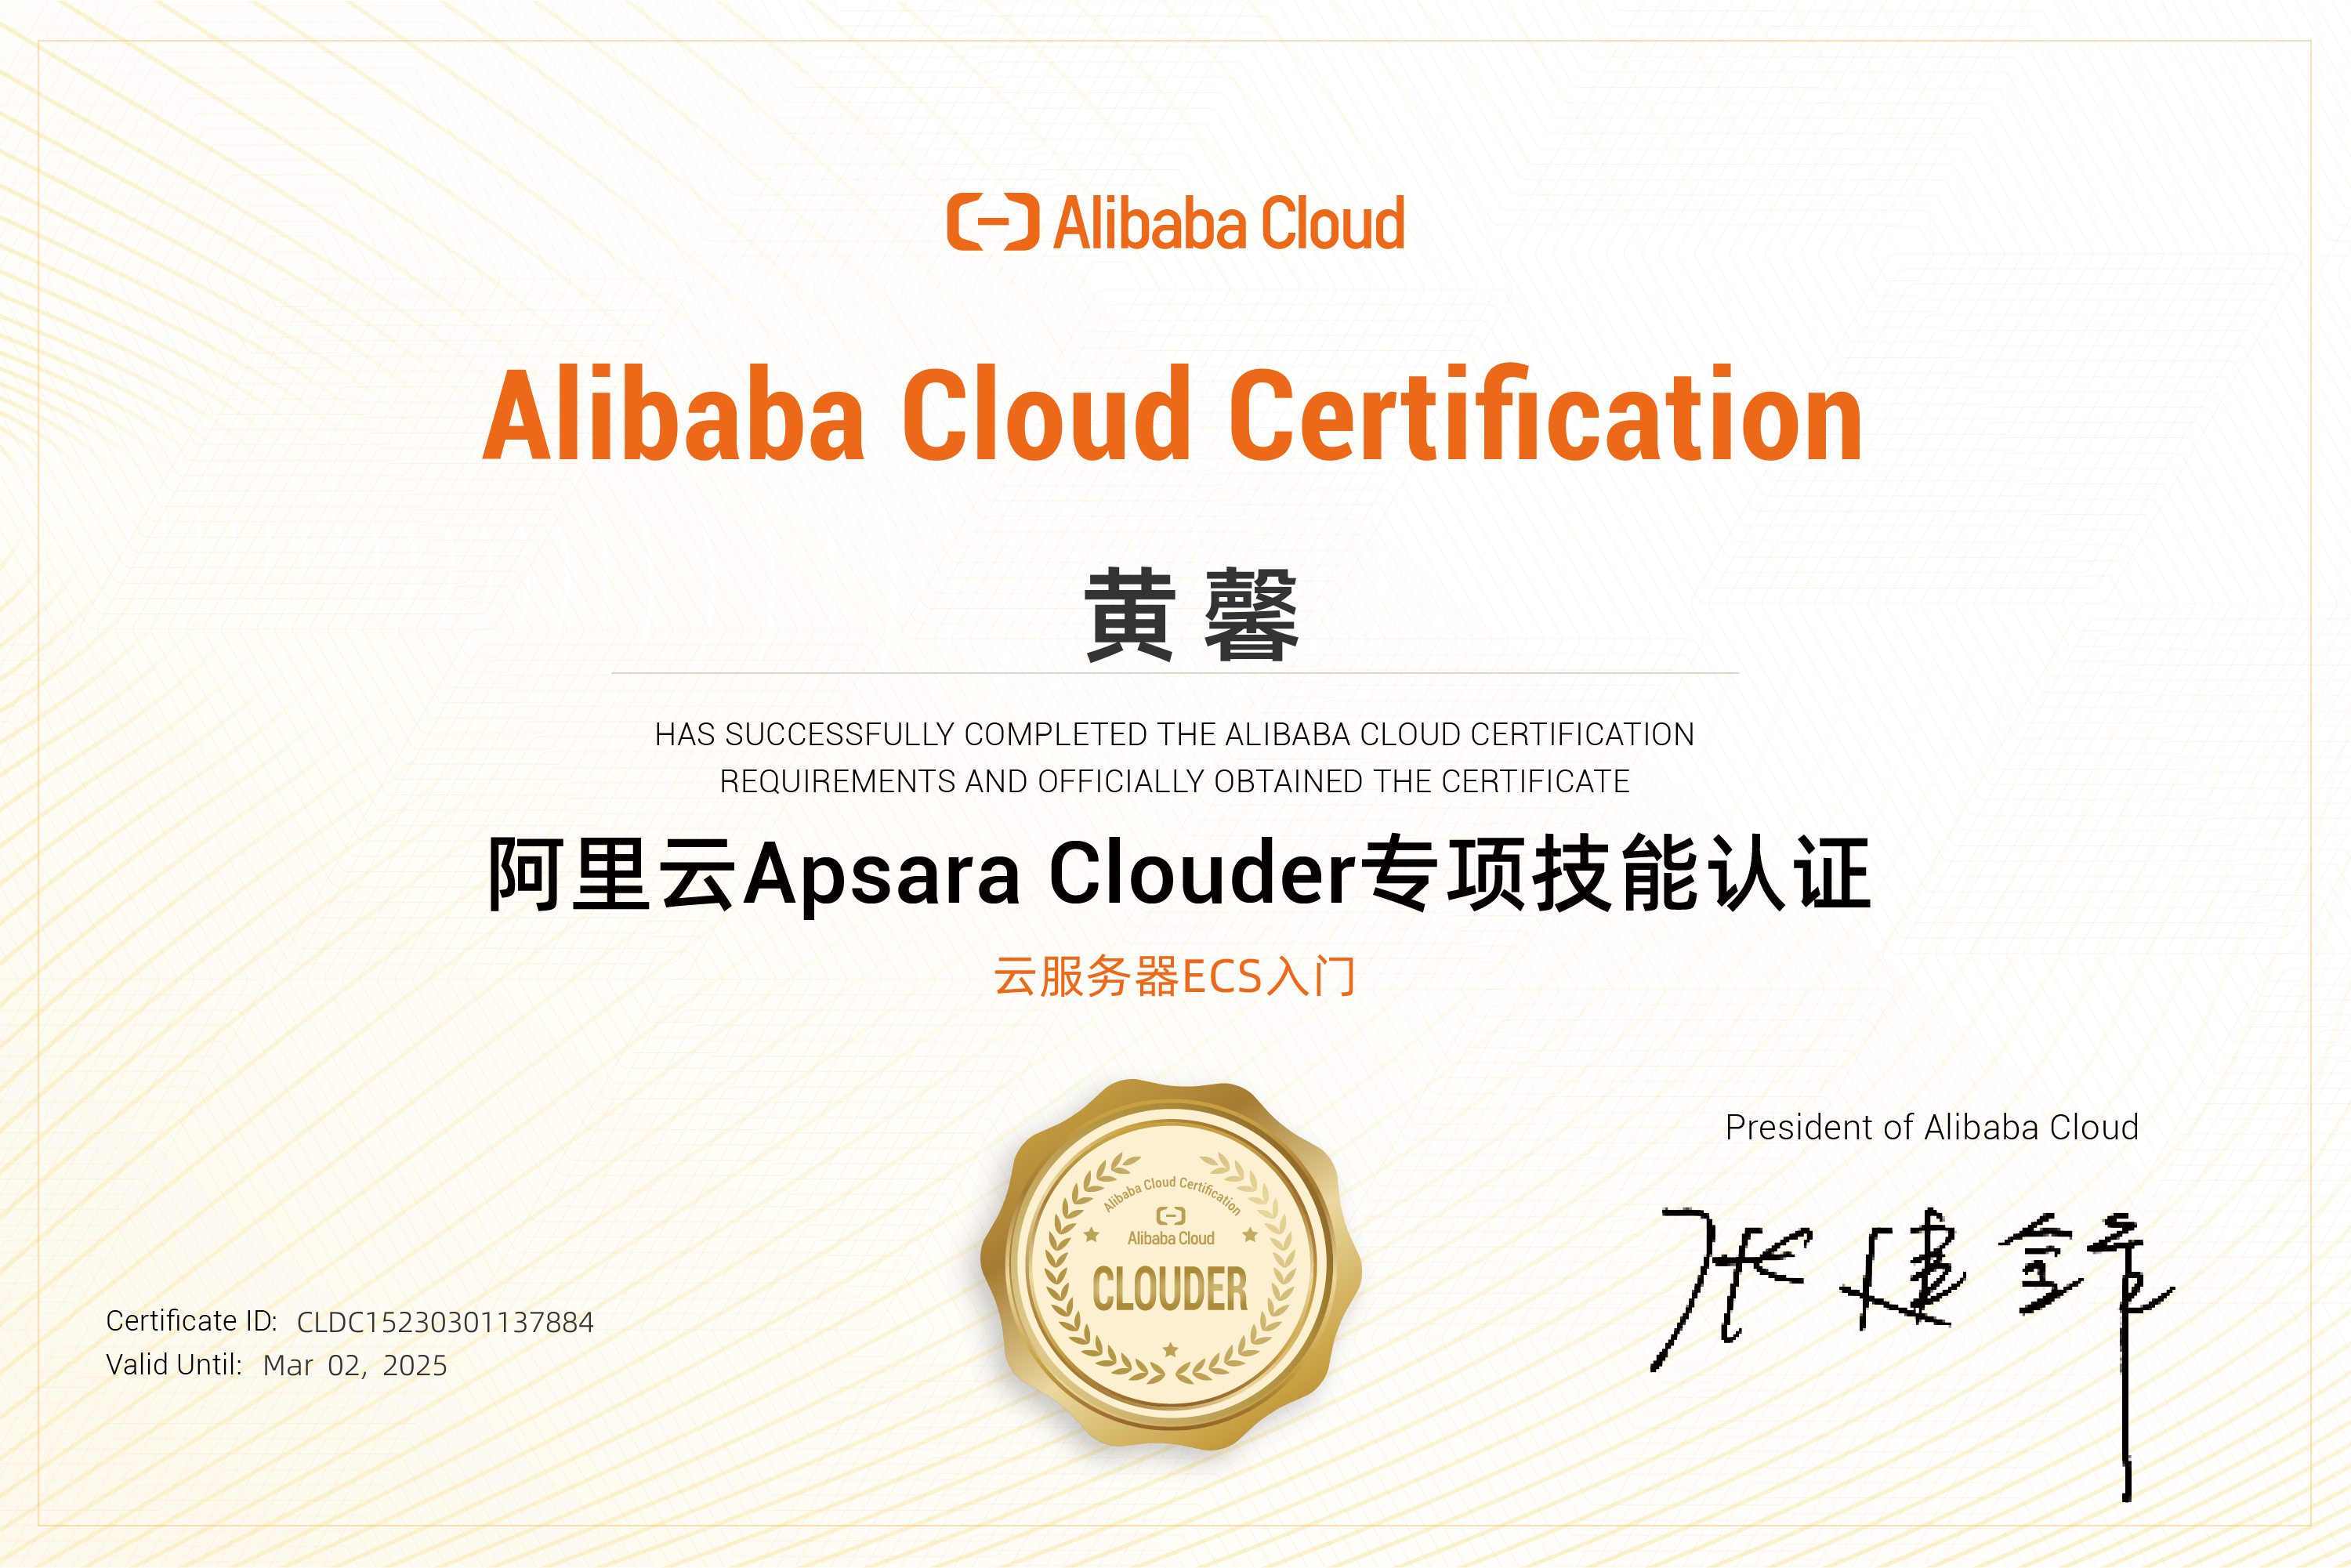 Alibaba Cloud
Alibaba Cloud Certification
黄馨
HAS SUCCESSFULLY COMPLETED THE ALIBABA CLOUD CERTIFICATION
REQUIREMENTS AND OFFICIALLY OBTAINED THE CERTIFICATE
阿里云Apsara Clouder专项技能认证
云服务器ECS入门
Alibaba Cloud Certification
Alibaba Cloud
CLOUDER
President of Alibaba Cloud
Certificate ID: CLDC15230301137884
Valid Until: Mar 02, 2025